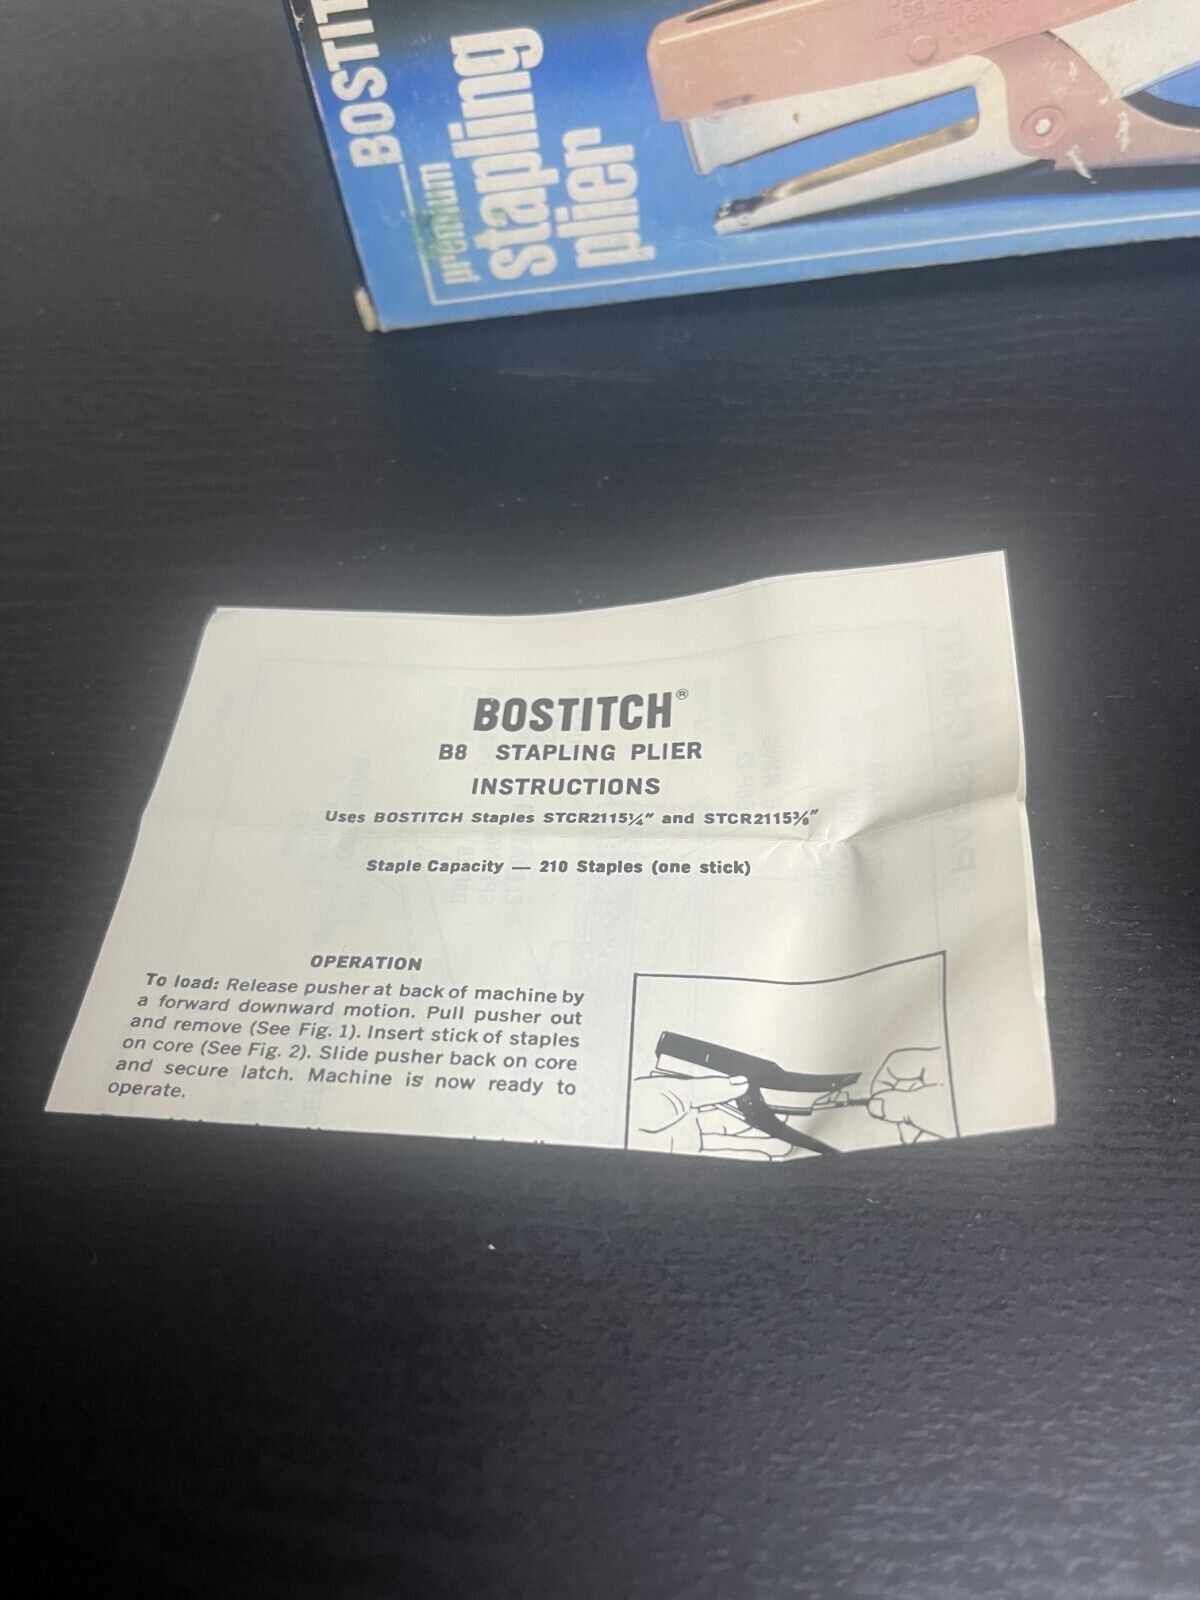 BOSTIT
premium
stapling
plier
BOSTITCH®
B8 STAPLING PLIER
INSTRUCTIONS
Uses BOSTITCH Staples STCR2115¼″ and STCR2115⅜″
Staple Capacity — 210 Staples (one stick)
OPERATION
To load: Release pusher at back of machine by
a forward downward motion. Pull pusher out
and remove (See Fig. 1). Insert stick of staples
on core (See Fig. 2). Slide pusher back on core
and secure latch. Machine is now ready to
operate.